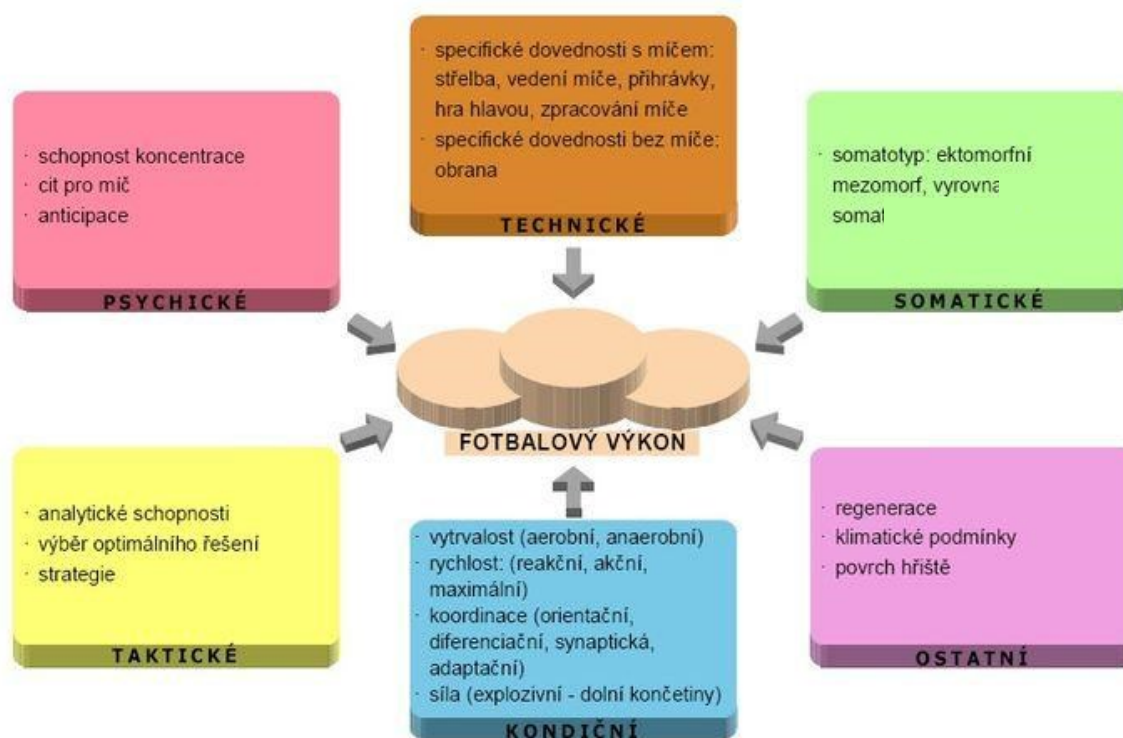 · specifické dovednosti s míčem:
střelba, vedení míče, přihrávky,
hra hlavou, zpracování míče
· specifické dovednosti bez míče:
obrana
TECHNICKÉ
· schopnost koncentrace
· cit pro míč
· anticipace
PSYCHICKÉ
· somatotyp: ektomorfní
mezomorf, vyrovna
somat
SOMATICKÉ
FOTBALOVÝ VÝKON
· analytické schopnosti
· výběr optimálního řešení
· strategie
TAKTICKÉ
· vytrvalost (aerobní, anaerobní)
· rychlost: (reakční, akční,
maximální)
· koordinace (orientační,
diferenciační, synaptická,
adaptační)
· síla (explozivní - dolní končetiny)
KONDIČNÍ
· regenerace
· klimatické podmínky
· povrch hřiště
OSTATNÍ